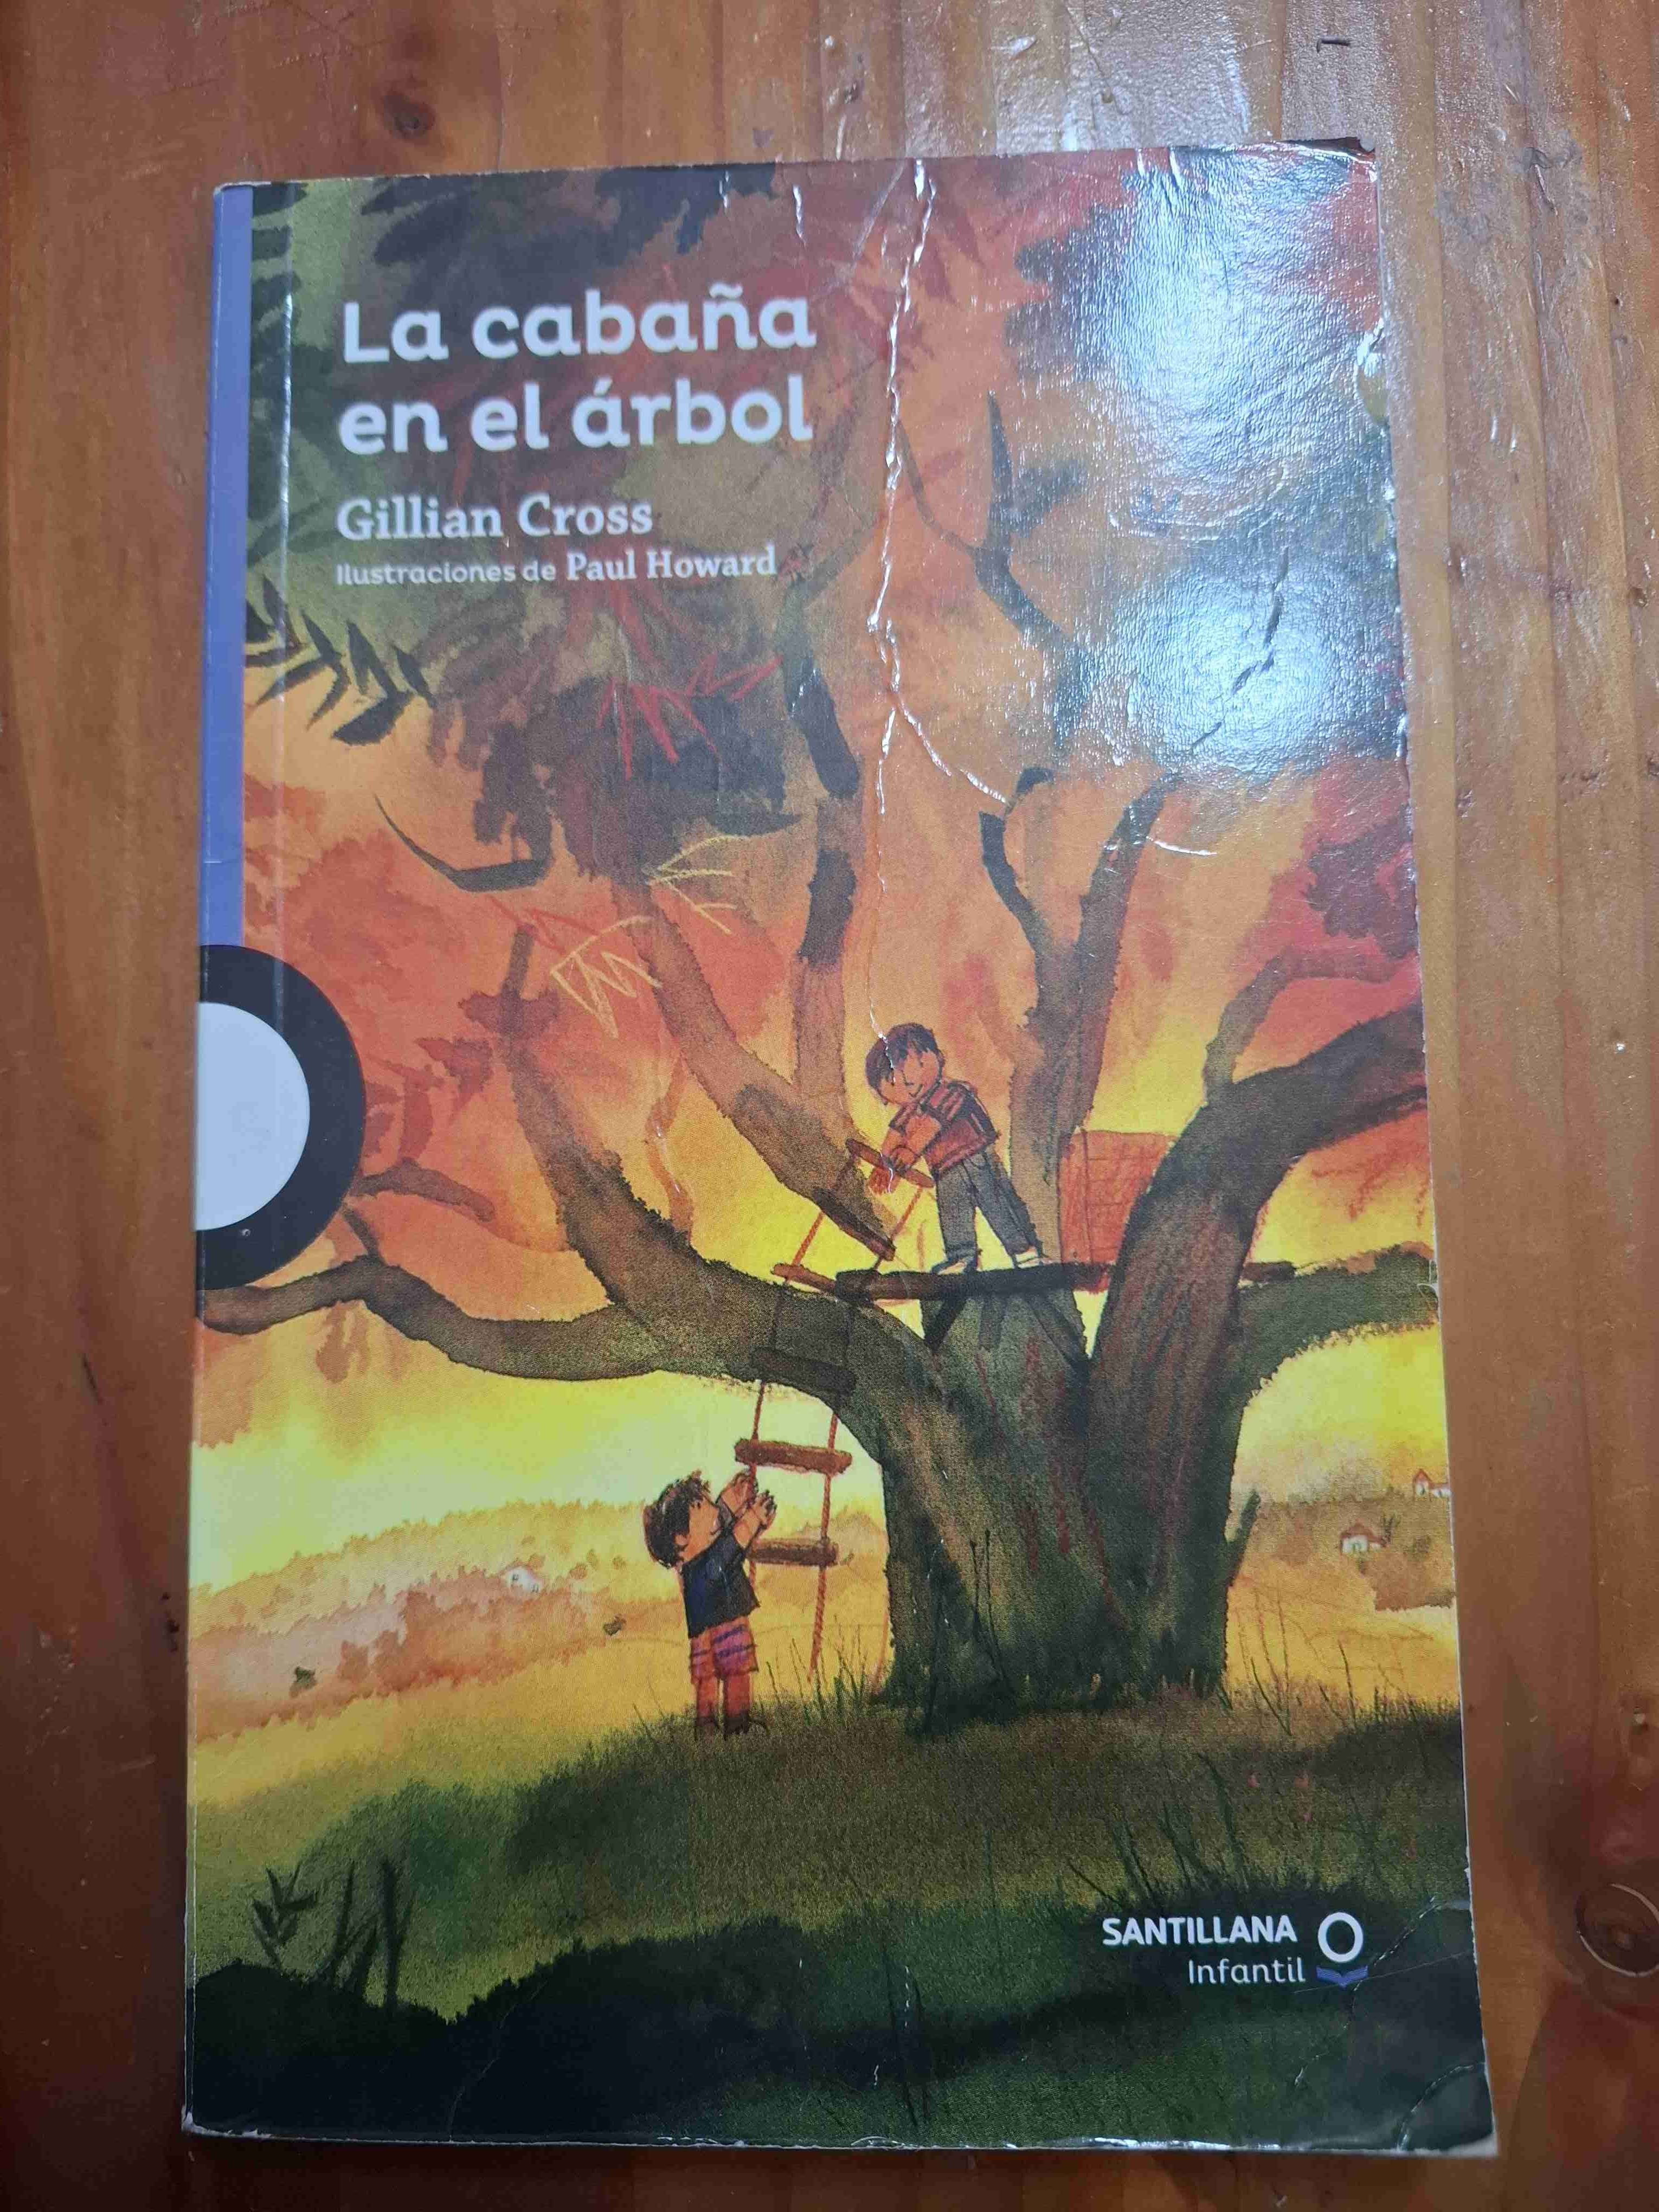 La cabaña
en el árbol
Gillian Cross
Ilustraciones de Paul Howard
SANTILLANA
Infantil